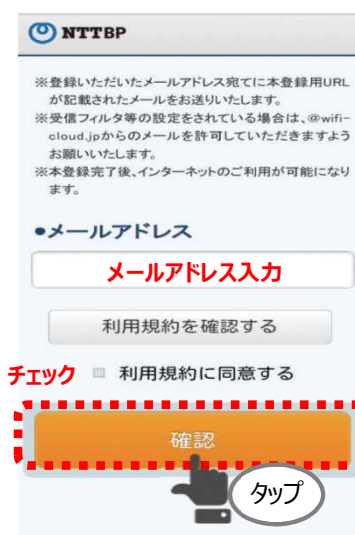 NTTBP
※登録いただいたメールアドレス宛てに本登録用URL
が記載されたメールをお送りいたします。
※受信フィルタ等の設定をされている場合は、@wifi-
cloud.jpからのメールを許可していただきますよう
お願いいたします。
※本登録完了後、インターネットのご利用が可能になり
ます。
●メールアドレス
メールアドレス入力
利用規約を確認する
チェック 利用規約に同意する
確認
タップ